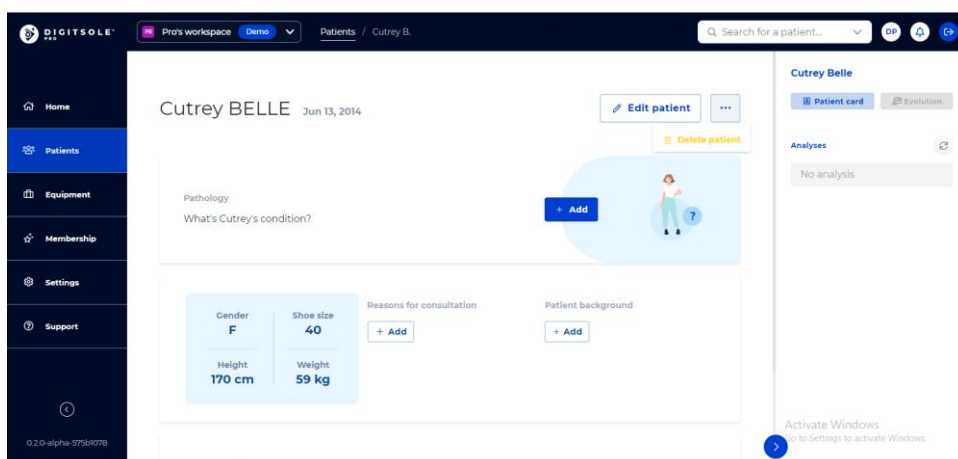 DIGITSOLE
PRO
PR Pro's workspace Demo
Patients / Cutrey B.
Search for a patient...
DP
Home
Patients
Equipment
Membership
Settings
Support
0.2.0-alpha-575b1078
Cutrey BELLE Jun 13, 2014
Edit patient ...
Delete patient
Pathology
What's Cutrey's condition?
+ Add
?
Gender
F
Shoe size
40
Height
170 cm
Weight
59 kg
Reasons for consultation
+ Add
Patient background
+ Add
Cutrey Belle
Patient card
Evolution
Analyses
No analysis
Activate Windows
Go to Settings to activate Windows.